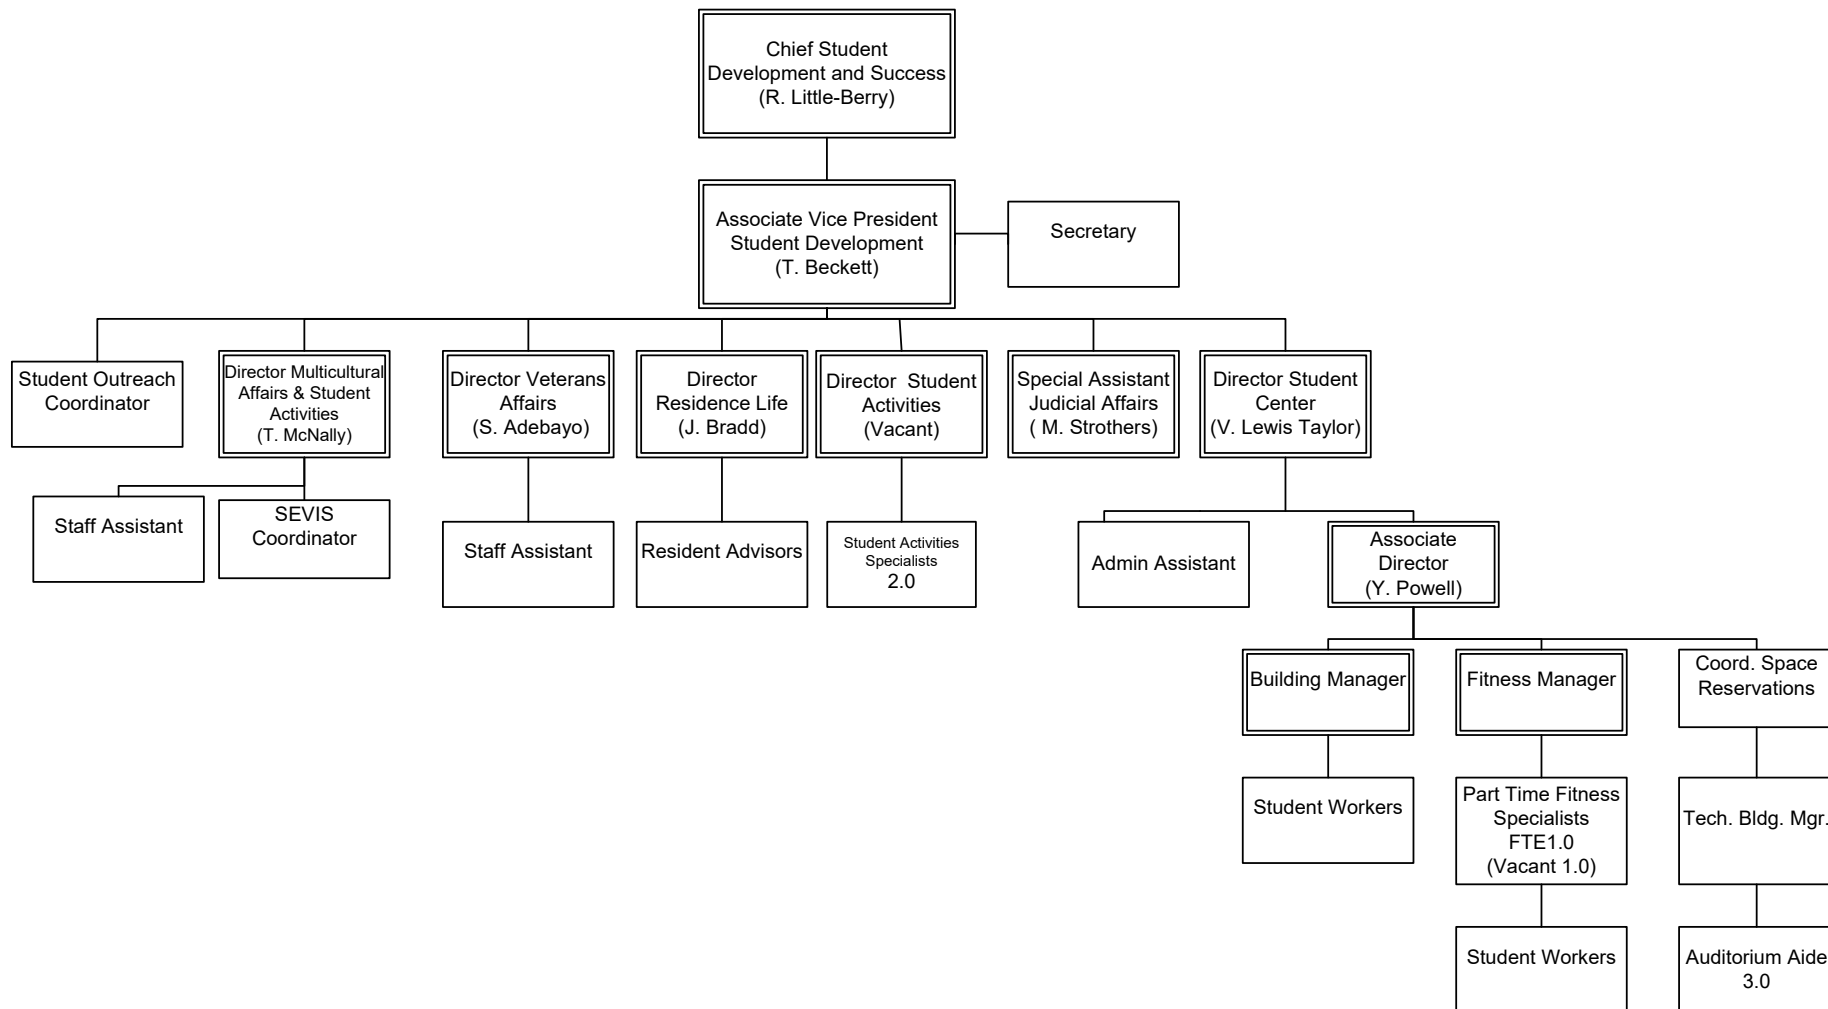 Chief Student
Development and Success
(R. Little-Berry)
Associate Vice President
Student Development
(T. Beckett)
Secretary
Student Outreach
Coordinator
Director Multicultural
Affairs & Student
Activities
(T. McNally)
Director Veterans
Affairs
(S. Adebayo)
Director
Residence Life
(J. Bradd)
Director  Student
Activities
(Vacant)
Special Assistant
Judicial Affairs
( M. Strothers)
Director Student
Center
(V. Lewis Taylor)
Staff Assistant
SEVIS
Coordinator
Staff Assistant
Resident Advisors
Student Activities
Specialists
2.0
Admin Assistant
Associate
Director
(Y. Powell)
Building Manager
Fitness Manager
Coord. Space
Reservations
Student Workers
Part Time Fitness
Specialists
FTE1.0
(Vacant 1.0)
Tech. Bldg. Mgr.
Student Workers
Auditorium Aide
3.0